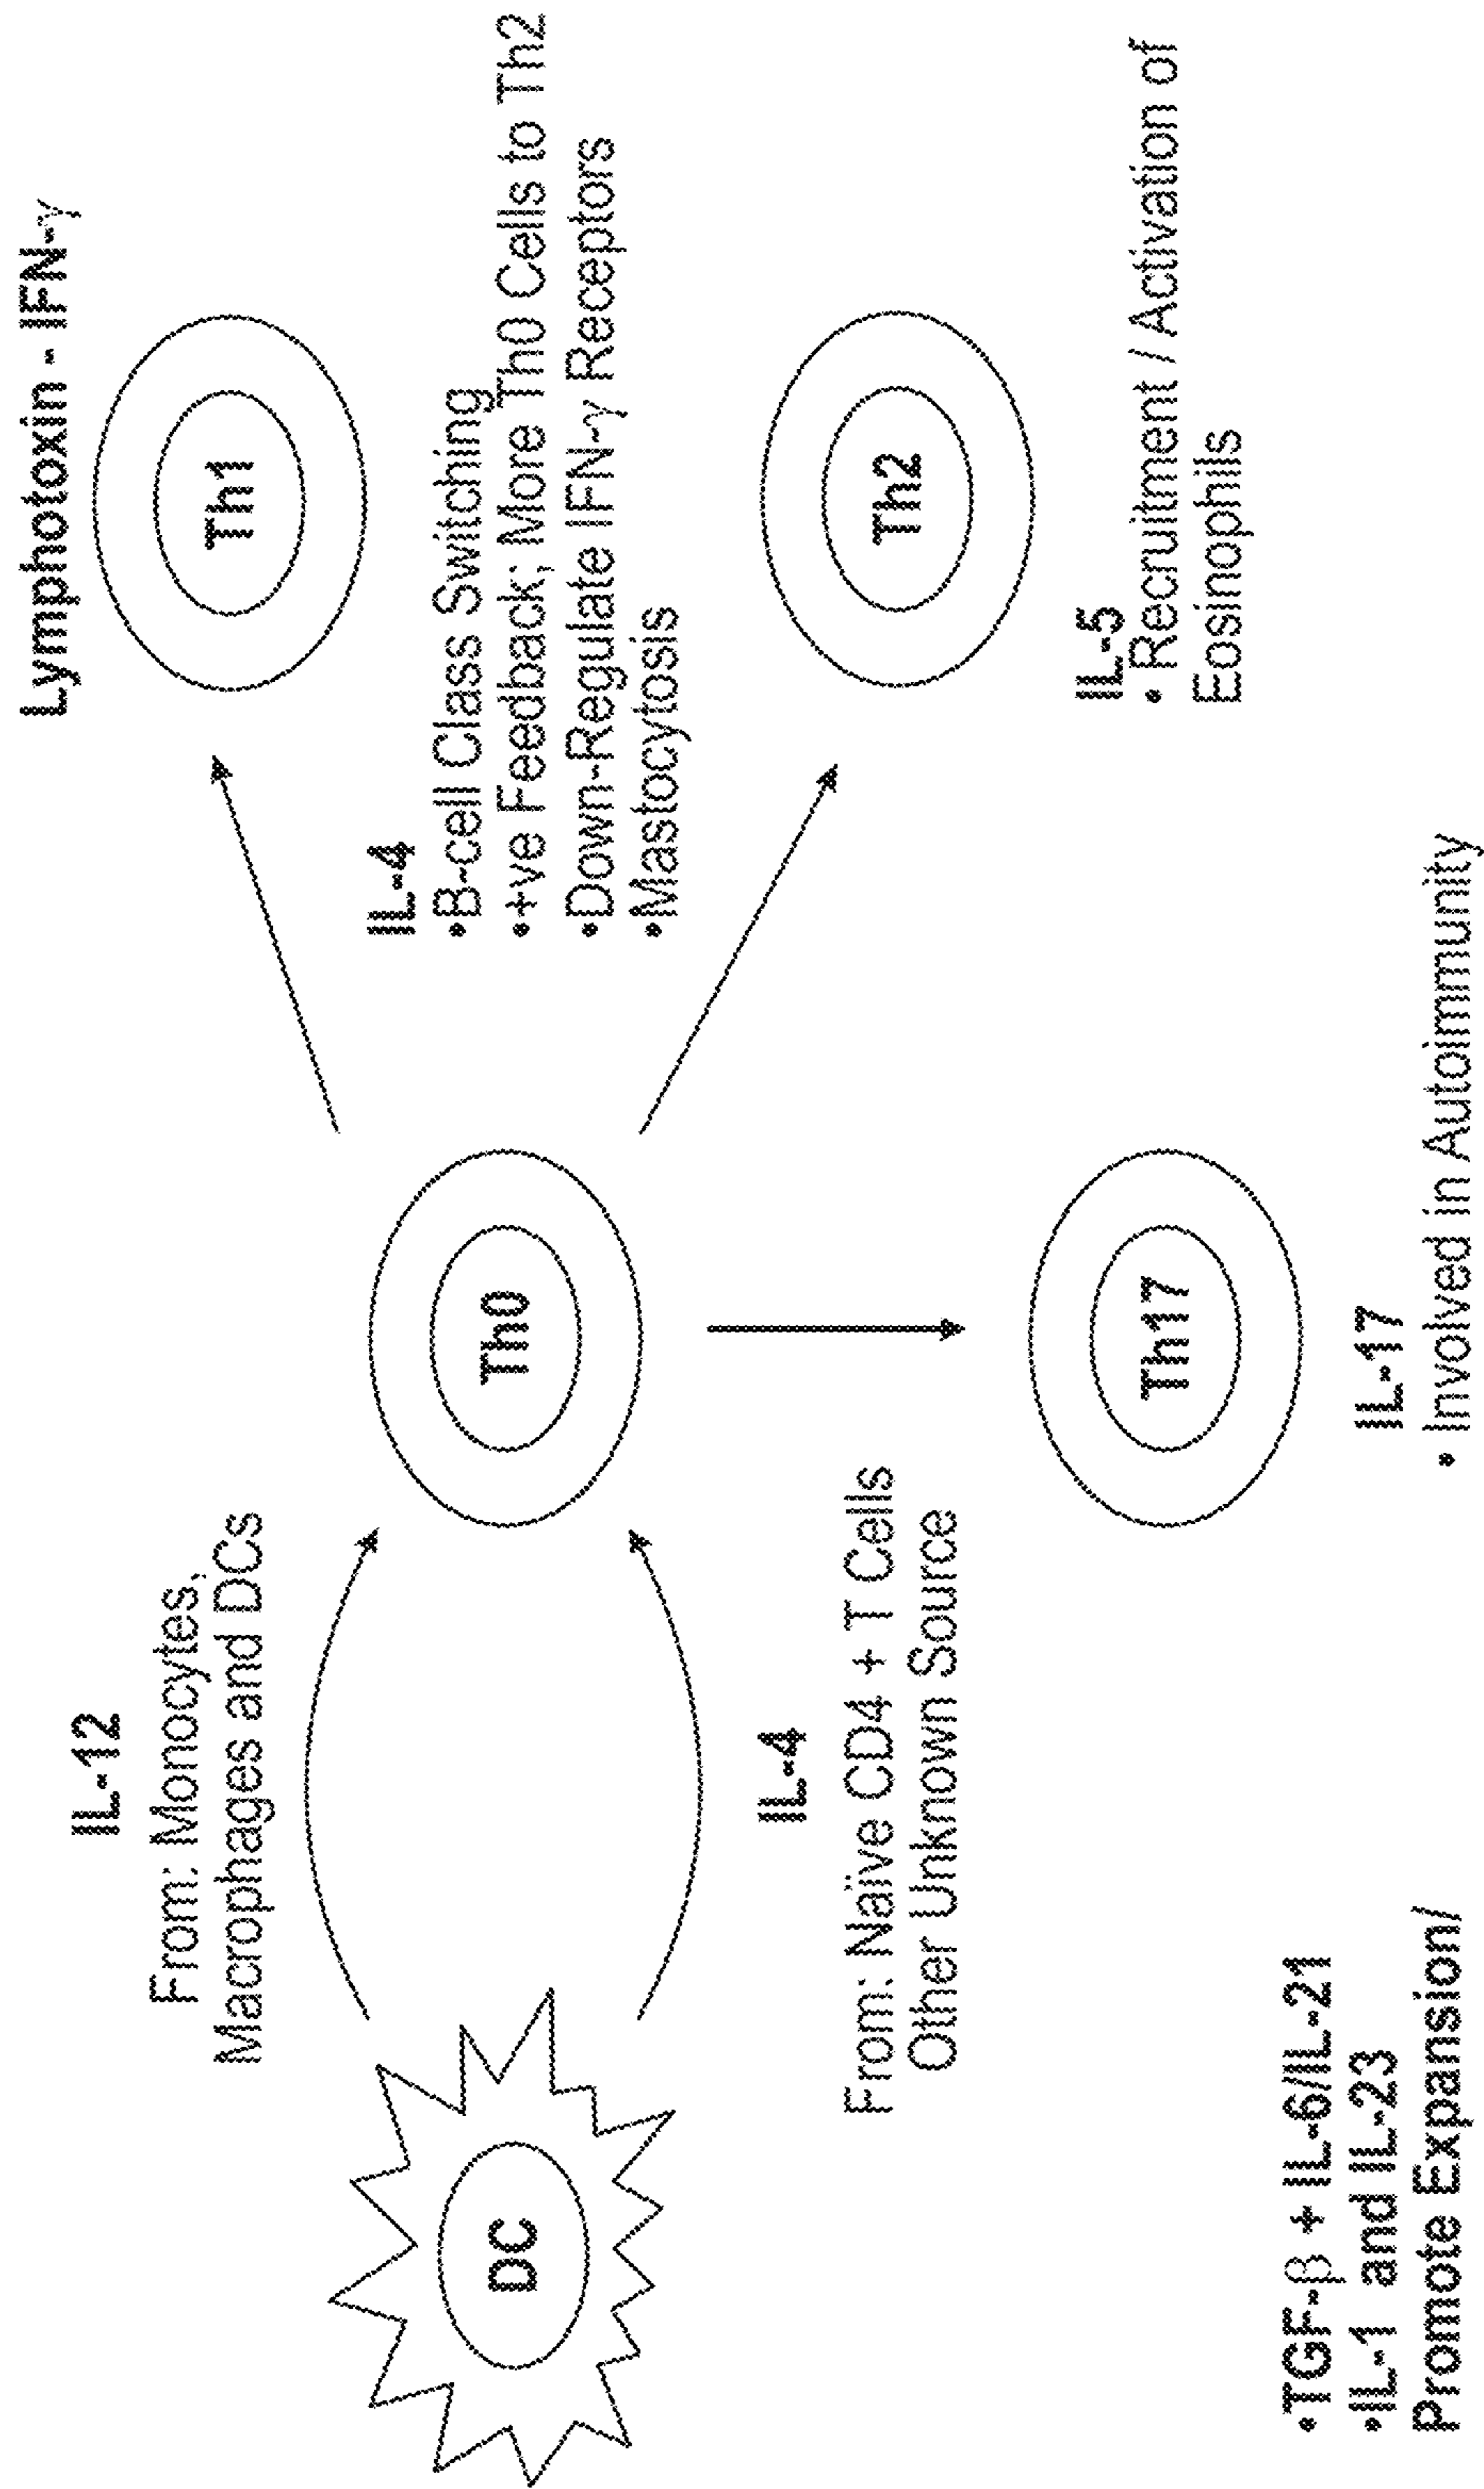 Lymphotoxin - IFN-γ
Th1
IL-12
From: Monocytes,
Macrophages and DCs
IL-4
•B-cell Class Switching
•+ve Feedback; More Th0 Cells to Th2
•Down-Regulate IFN-γ Receptors
•Mastocytosis
DC
Th0
Th2
IL-4
From: Naïve CD4 + T Cells
Other Unknown Source
IL-5
• Recruitment / Activation of
Eosinophils
Th17
•TGF-β + IL-6/IL-21
•IL-1 and IL-23
Promote Expansion/
IL-17
• Involved in Autoimmunity